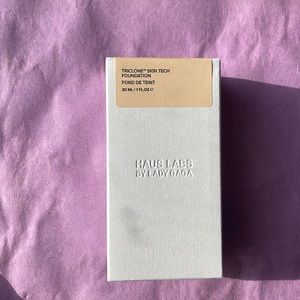 TRICLONE™ SKIN TECH
FOUNDATION
FOND DE TEINT
30 ML / 1 FL.OZ ℮
HAUS LABS
BY LADY GAGA